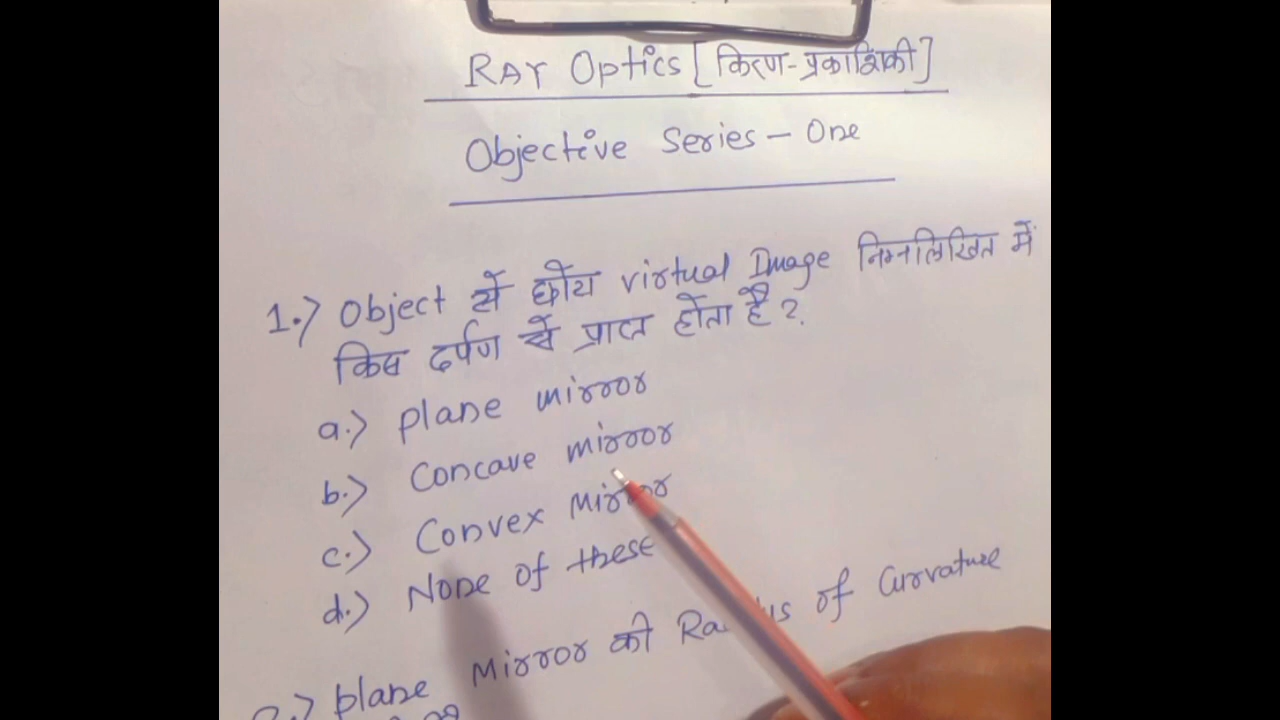 RAY Optics [किरण-प्रकाशिकी]
Objective Series - One
1.) Object से छोटा virtual Image निम्नलिखित में
किस दर्पण से प्राप्त होता है ?
a.) plane mirror
b.) Concave mirror
c.) Convex Mirror
d.) None of these
plane Mirror की of Curvature